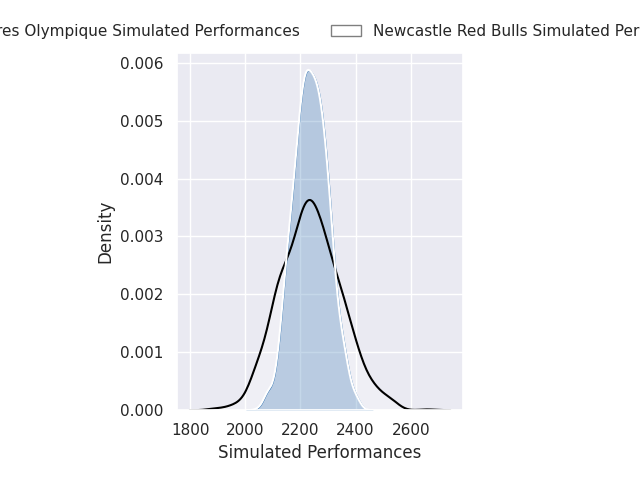 res Olympique Simulated Performances Newcastle Red Bulls Simulated Per
0.006
0.005
0.004
0.003
0.002
0.001
0.000
Density
1800 2000 2200 2400 2600
Simulated Performances